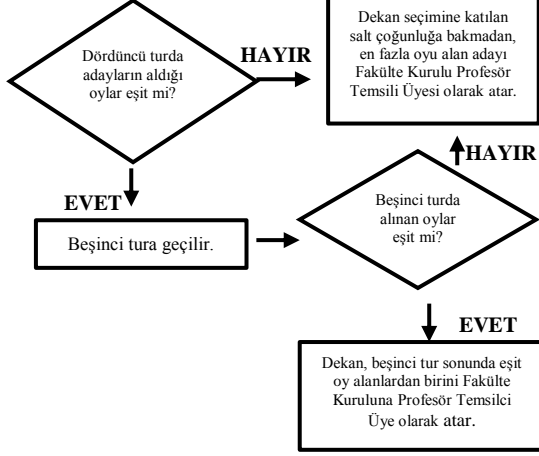 Dördüncü turda
adayların aldığı
oylar eşit mi?
HAYIR
Dekan seçimine katılan
salt çoğunluğa bakmadan,
en fazla oyu alan adayı
Fakülte Kurulu Profesör
Temsili Üyesi olarak atar.
EVET
Beşinci tura geçilir.
HAYIR
Beşinci turda
alınan oylar
eşit mi?
EVET
Dekan, beşinci tur sonunda eşit
oy alanlardan birini Fakülte
Kuruluna Profesör Temsilci
Üye olarak atar.